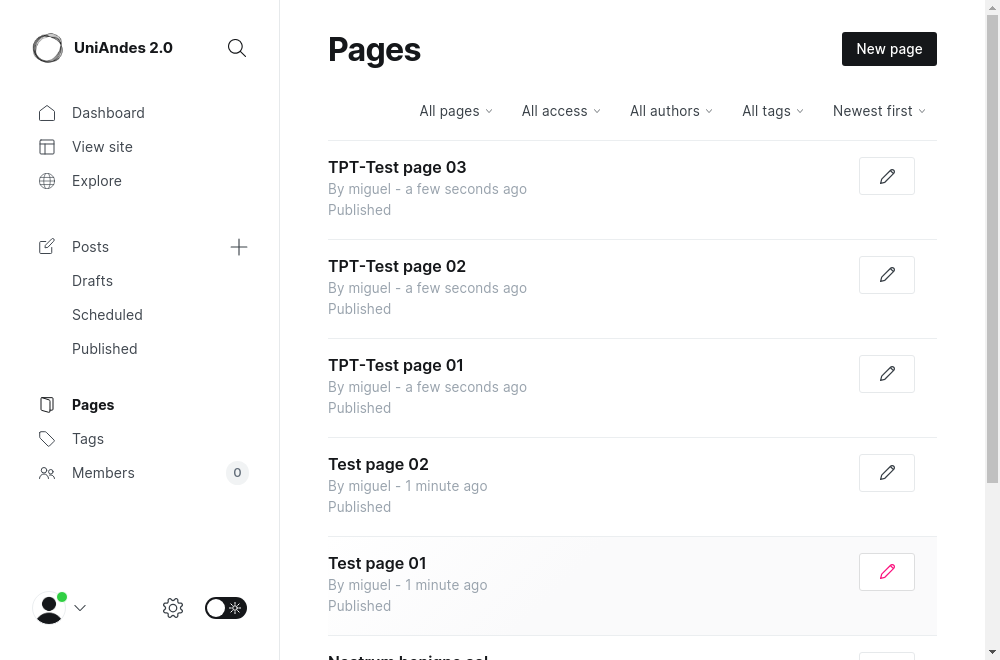 UniAndes 2.0
Dashboard
View site
Explore
Posts
Drafts
Scheduled
Published
Pages
Tags
Members
0
Pages
New page
All pages
All access
All authors
All tags
Newest first
TPT-Test page 03
By miguel - a few seconds ago
Published
TPT-Test page 02
By miguel - a few seconds ago
Published
TPT-Test page 01
By miguel - a few seconds ago
Published
Test page 02
By miguel - 1 minute ago
Published
Test page 01
By miguel - 1 minute ago
Published